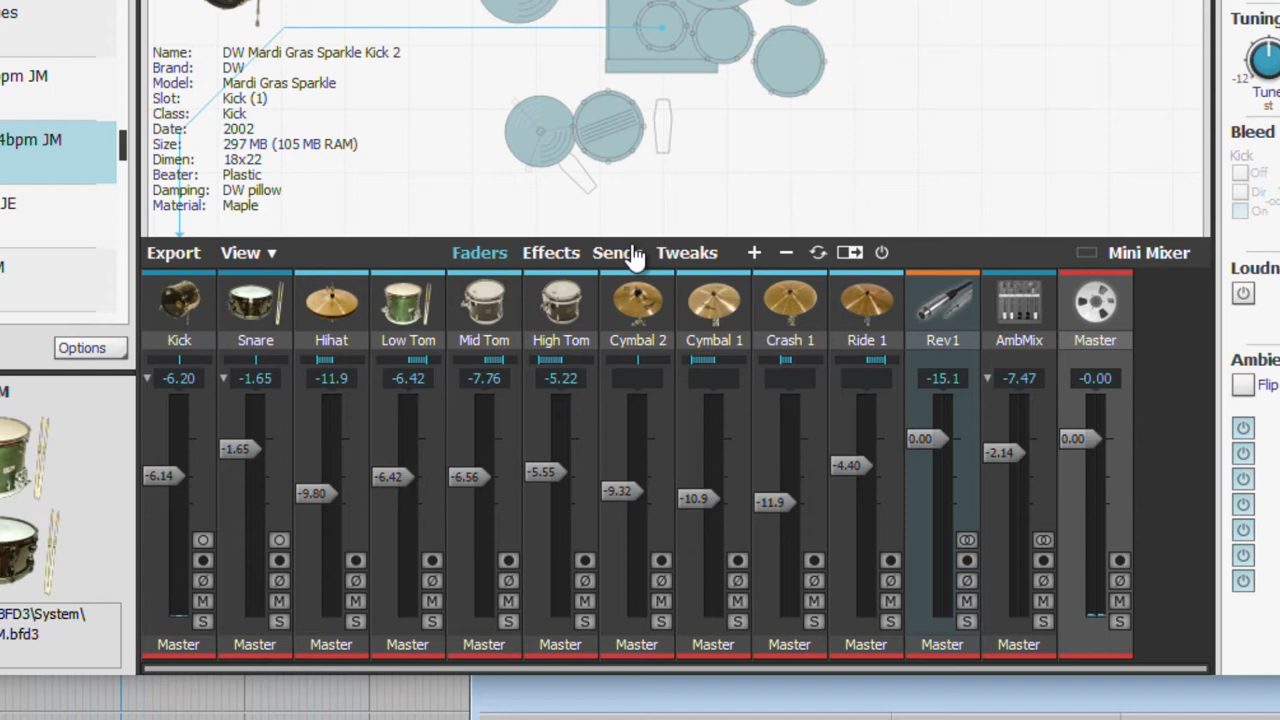 es
pm JM
4bpm JM
JE
M
Options
M
BFD3\System\
M.bfd3
Name: DW Mardi Gras Sparkle Kick 2
Brand: DW
Model: Mardi Gras Sparkle
Slot: Kick (1)
Class: Kick
Date: 2002
Size: 297 MB (105 MB RAM)
Dimen: 18x22
Beater: Plastic
Damping: DW pillow
Material: Maple
Export View ▾ Faders Effects Tweaks + − Mini Mixer
Kick Snare Hihat Low Tom Mid Tom High Tom Cymbal 2 Cymbal 1 Crash 1 Ride 1 Rev1 AmbMix Master
-6.20 -1.65 -11.9 -6.42 -7.76 -5.22 -15.1 -7.47 -0.00
-6.14 -1.65 -9.80 -6.42 -6.56 -5.55 -9.32 -10.9 -11.9 -4.40 0.00 -2.14 0.00
Ø Ø Ø Ø Ø Ø Ø Ø Ø Ø Ø Ø Ø
M M M M M M M M M M M M M
S S S S S S S S S S S S S
Master Master Master Master Master Master Master Master Master Master Master Master
Tuning
-12
Tune
st
Bleed
Kick
Off
Dir
On
Loudn
Ambie
Flip